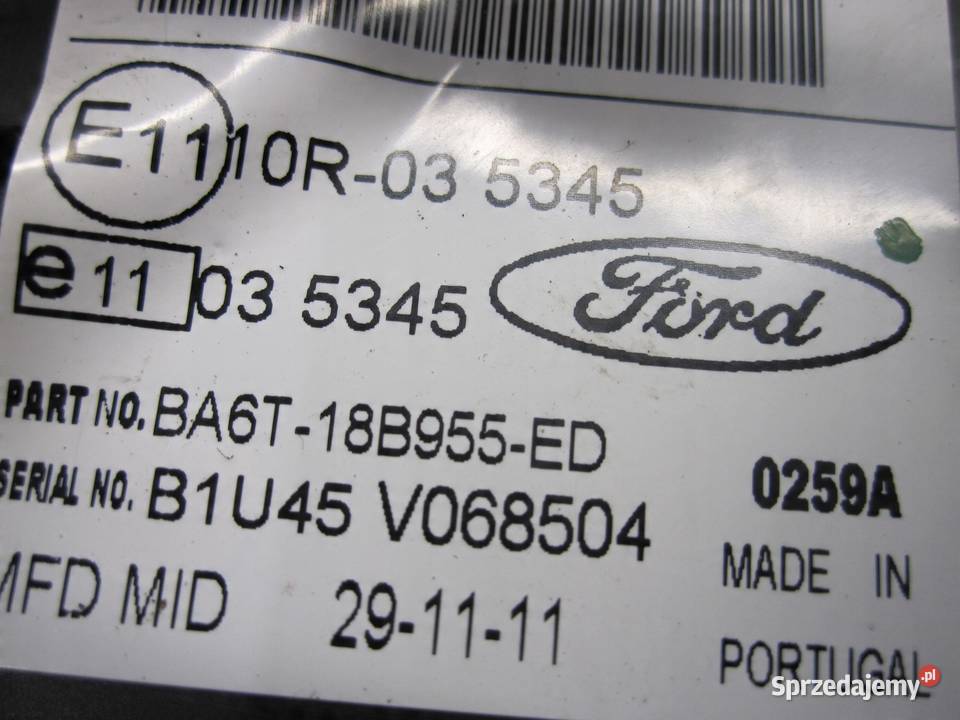 E11 10R-03 5345
e11 03 5345
Ford
PART NO. BA6T-18B955-ED
SERIAL NO. B1U45 V068504
0259A
MFD MID 29-11-11
MADE IN
PORTUGAL
Sprzedajemy.pl